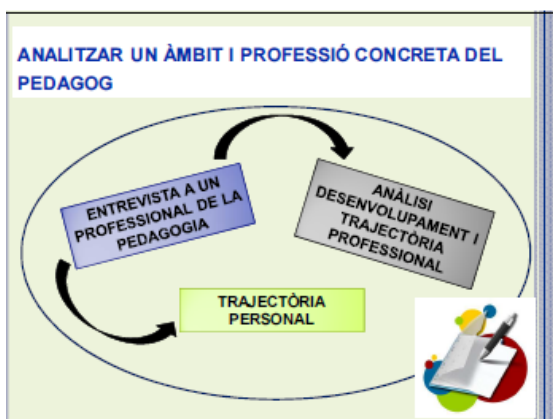 ANALITZAR UN ÀMBIT I PROFESSIÓ CONCRETA DEL
PEDAGOG
ENTREVISTA A UN
PROFESSIONAL DE LA
PEDAGOGIA
ANÀLISI
DESENVOLUPAMENT I
TRAJECTÒRIA
PROFESSIONAL
TRAJECTÒRIA
PERSONAL